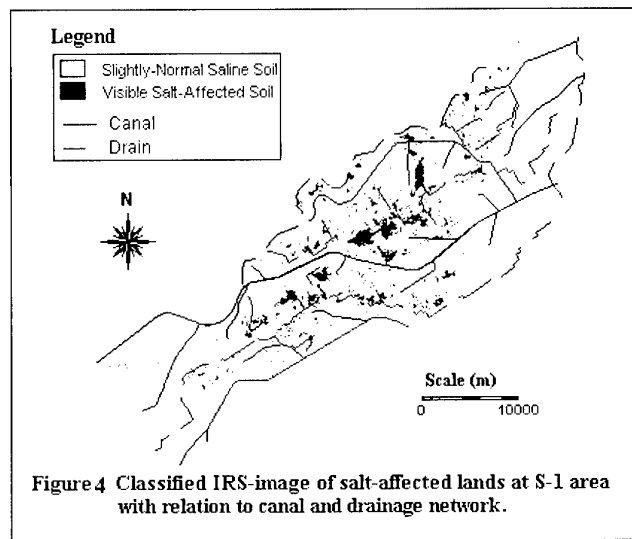 Legend
Slightly-Normal Saline Soil
Visible Salt-Affected Soil
Canal
Drain
N
Scale (m)
0 10000
Figure 4 Classified IRS-image of salt-affected lands at S-1 area
with relation to canal and drainage network.